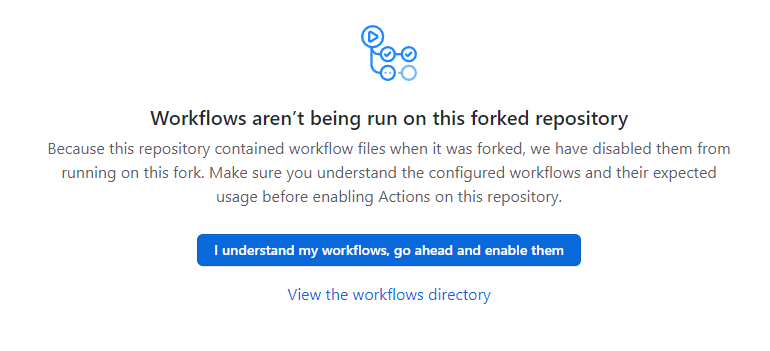 Workflows aren’t being run on this forked repository
Because this repository contained workflow files when it was forked, we have disabled them from
running on this fork. Make sure you understand the configured workflows and their expected
usage before enabling Actions on this repository.
I understand my workflows, go ahead and enable them
View the workflows directory